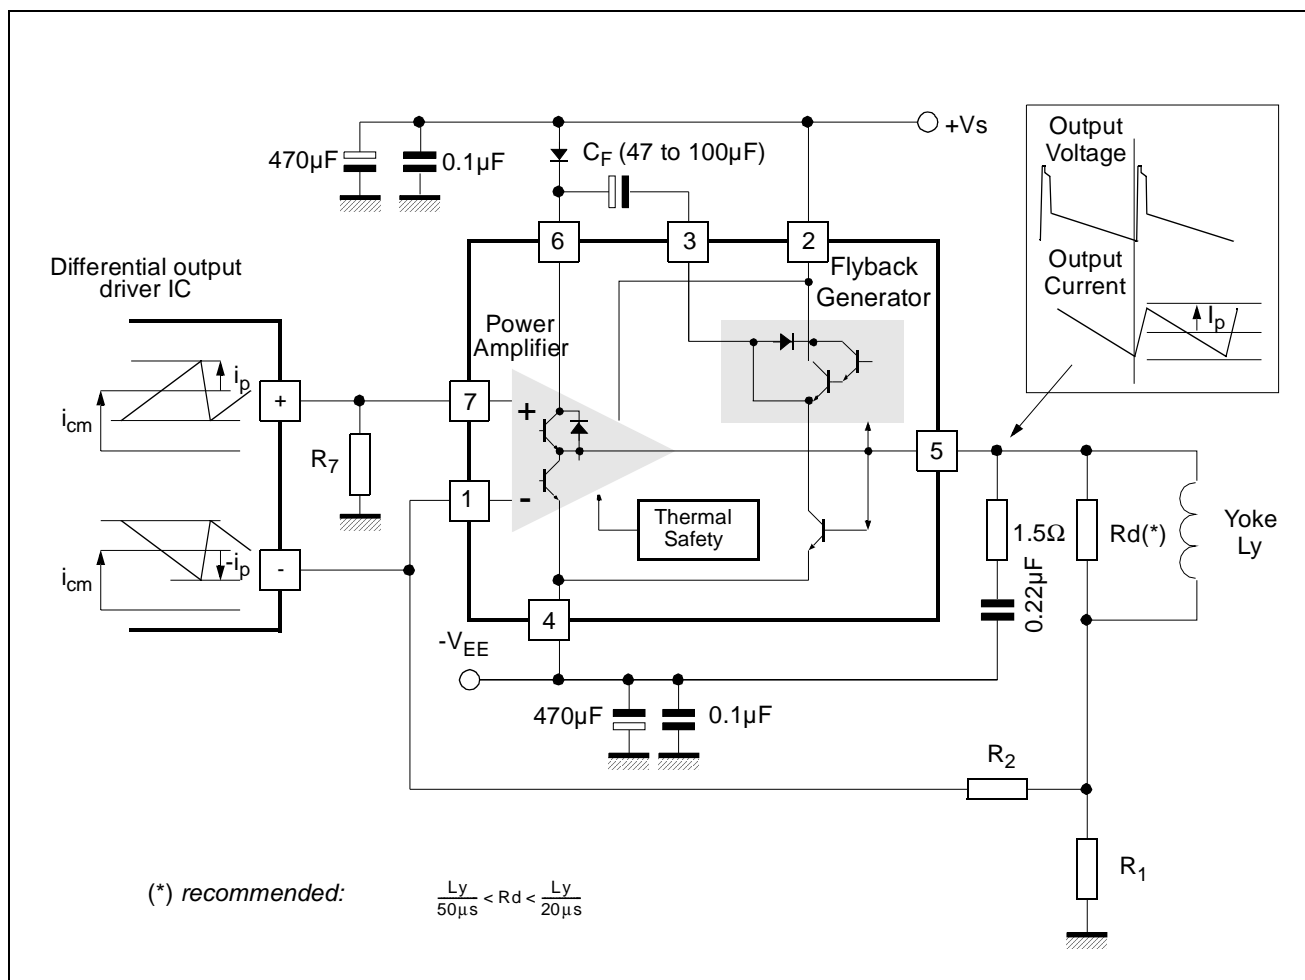 +Vs
Output
Voltage
470µF
0.1µF
C_F (47 to 100µF)
6
3
2
Differential output
driver IC
Flyback
Generator
Output
Current
I_p
Power
Amplifier
i_p
i_cm
+
7
+
R_7
5
1
-
Thermal
Safety
1.5Ω
Rd(*)
Yoke
Ly
0.22µF
-i_p
i_cm
-
4
-V_EE
470µF
0.1µF
R_2
R_1
(*) recommended:
Ly/50µs < Rd < Ly/20µs